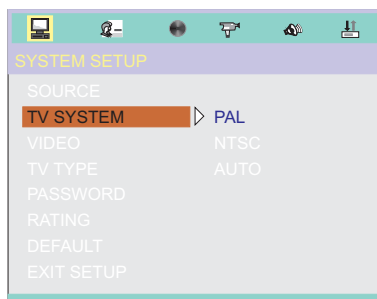 SYSTEM SETUP
SOURCE
TV SYSTEM PAL
VIDEO NTSC
TV TYPE AUTO
PASSWORD
RATING
DEFAULT
EXIT SETUP